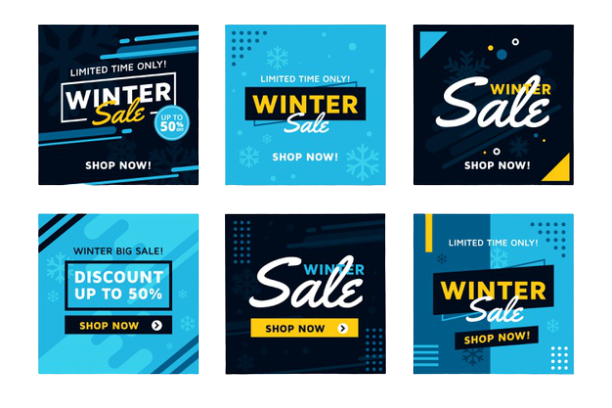 LIMITED TIME ONLY!
WINTER
Sale
UP TO
50%
SHOP NOW!
LIMITED TIME ONLY!
WINTER
Sale
SHOP NOW!
WINTER
Sale
SHOP NOW!
WINTER BIG SALE!
DISCOUNT
UP TO 50%
SHOP NOW
WINTER
Sale
SHOP NOW
LIMITED TIME ONLY!
WINTER
Sale
SHOP NOW!